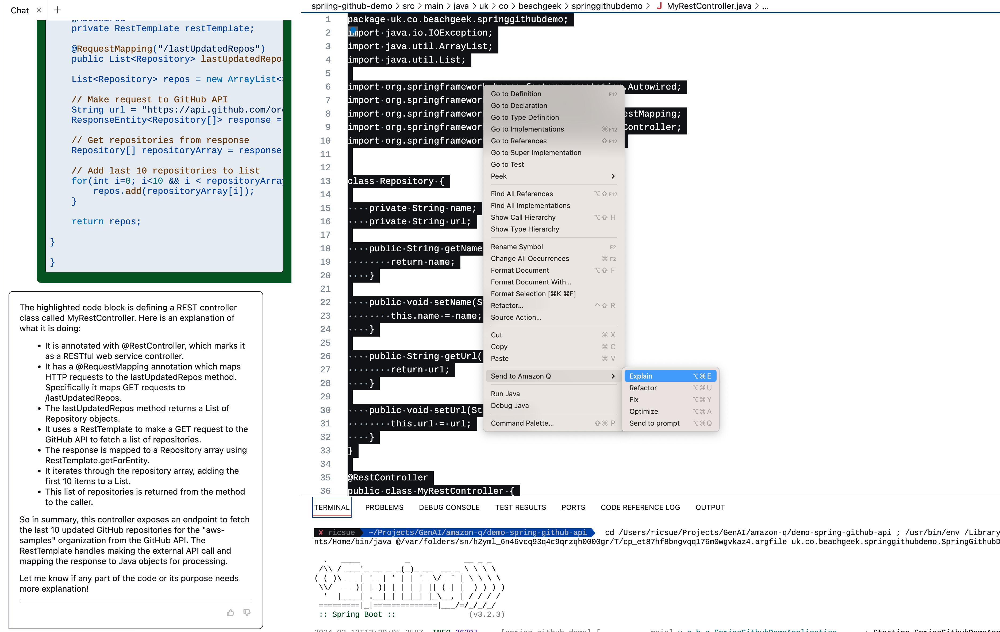 Chat × +
@Autowired
private RestTemplate restTemplate;
@RequestMapping("/lastUpdatedRepos")
public List<Repository> lastUpdatedRepo
List<Repository> repos = new ArrayList<
// Make request to GitHub API
String url = "https://api.github.com/or
ResponseEntity<Repository[]> response =
// Get repositories from response
Repository[] repositoryArray = response
// Add last 10 repositories to list
for(int i=0; i<10 && i < repositoryArra
repos.add(repositoryArray[i]);
}
return repos;
}
}
The highlighted code block is defining a REST controller
class called MyRestController. Here is an explanation of
what it is doing:
• It is annotated with @RestController, which marks it
as a RESTful web service controller.
• It has a @RequestMapping annotation which maps
HTTP requests to the lastUpdatedRepos method.
Specifically it maps GET requests to
/lastUpdatedRepos.
• The lastUpdatedRepos method returns a List of
Repository objects.
• It uses a RestTemplate to make a GET request to the
GitHub API to fetch a list of repositories.
• The response is mapped to a Repository array using
RestTemplate.getForEntity.
• It iterates through the repository array, adding the
first 10 items to a List.
• This list of repositories is returned from the method
to the caller.
So in summary, this controller exposes an endpoint to fetch
the last 10 updated GitHub repositories for the "aws-
samples" organization from the GitHub API. The
RestTemplate handles making the external API call and
mapping the response to Java objects for processing.
Let me know if any part of the code or its purpose needs
more explanation!
spriing-github-demo > src > main > java > uk > co > beachgeek > springgithubdemo > J MyRestController.java > ...
1 package uk.co.beachgeek.springgithubdemo;
2 import java.io.IOException;
3 import java.util.ArrayList;
4 import java.util.List;
5
6 import org.springframework.beans.factory.annotation.Autowired;
7 import org.springframewor
8 import org.springframewor estMapping;
9 import org.springframewor Controller;
10 import org.springframewor
11
12
13 class Repository {
14
15 private String name;
16 private String url;
17
18 public String getName
19 return name;
20 }
21
22 public void setName(S
23 this.name = name;
24 }
25
26 public String getUrl(
27 return url;
28 }
29
30 public void setUrl(St
31 this.url = url;
32 }
33 }
34
35 @RestController
36 public class MyRestController {
Go to Definition F12
Go to Declaration
Go to Type Definition
Go to Implementations ⌘F12
Go to References ⇧F12
Go to Super Implementation
Go to Test
Peek >
Find All References ⌥⇧F12
Find All Implementations
Show Call Hierarchy ⌥⇧ H
Show Type Hierarchy
Rename Symbol F2
Change All Occurrences ⌘ F2
Format Document ⌥⇧ F
Format Document With...
Format Selection [⌘K ⌘F]
Refactor... ^⇧ R
Source Action...
Cut ⌘ X
Copy ⌘ C
Paste ⌘ V
Send to Amazon Q >
Run Java
Debug Java
Command Palette... ⇧⌘ P
Explain ⌥⌘E
Refactor ⌥⌘U
Fix ⌥⌘Y
Optimize ⌥⌘A
Send to prompt ⌥⌘Q
TERMINAL PROBLEMS DEBUG CONSOLE TEST RESULTS PORTS CODE REFERENCE LOG OUTPUT
✘ ricsue ~/Projects/GenAI/amazon-q/demo-spring-github-api cd /Users/ricsue/Projects/GenAI/amazon-q/demo-spring-github-api ; /usr/bin/env /Library
nts/Home/bin/java @/var/folders/sn/h2yml_6n46vcq93q4c9qrzqh0000gr/T/cp_et87hf8bngvqq176m0wgvkaz4.argfile uk.co.beachgeek.springgithubdemo.SpringGithubD
:: Spring Boot :: (v3.2.3)
2024-03-12T13:20:05.258Z INFO 26297 [spring-github-demo] [ main] u.c.b.s.SpringGithubDemoApplication : Starting SpringGithubDemoApp